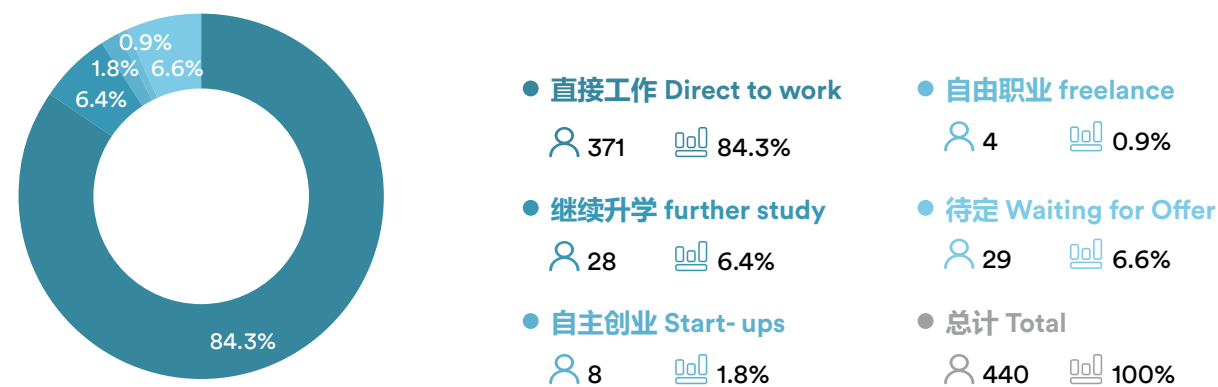 0.9%
1.8% 6.6%
6.4%
84.3%
直接工作 Direct to work
371 84.3%
继续升学 further study
28 6.4%
自主创业 Start- ups
8 1.8%
自由职业 freelance
4 0.9%
待定 Waiting for Offer
29 6.6%
总计 Total
440 100%